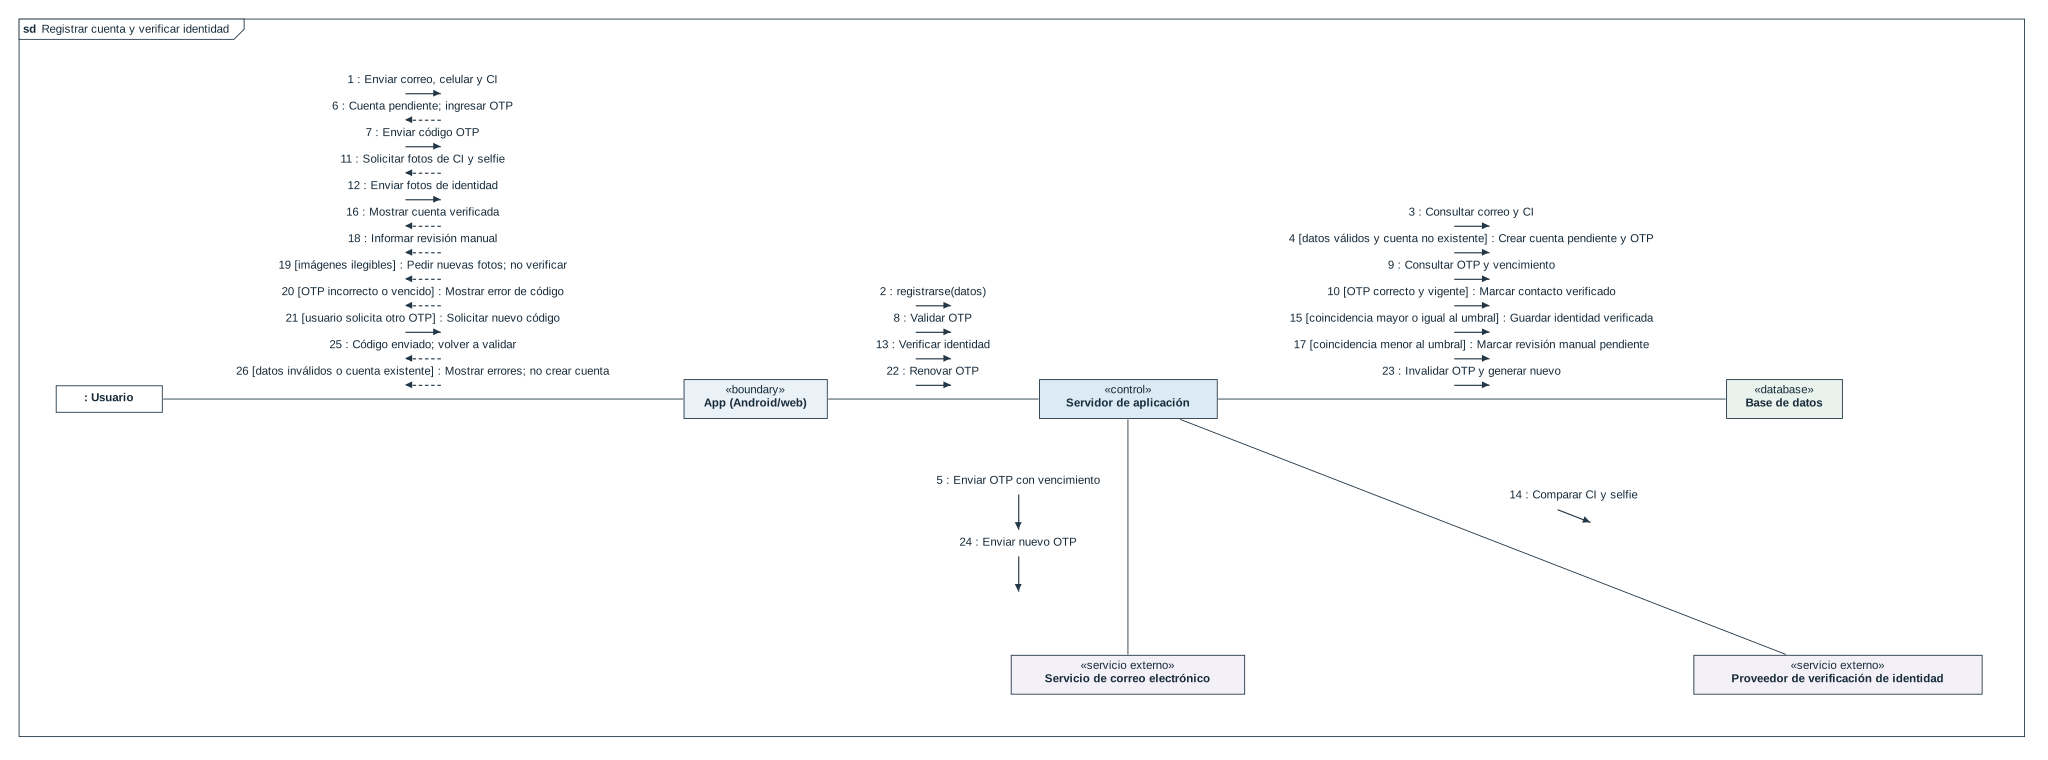 sd Registrar cuenta y verificar identidad
1 : Enviar correo, celular y CI
6 : Cuenta pendiente; ingresar OTP
7 : Enviar código OTP
11 : Solicitar fotos de CI y selfie
12 : Enviar fotos de identidad
16 : Mostrar cuenta verificada
18 : Informar revisión manual
19 [imágenes ilegibles] : Pedir nuevas fotos; no verificar
20 [OTP incorrecto o vencido] : Mostrar error de código
21 [usuario solicita otro OTP] : Solicitar nuevo código
25 : Código enviado; volver a validar
26 [datos inválidos o cuenta existente] : Mostrar errores; no crear cuenta
2 : registrarse(datos)
8 : Validar OTP
13 : Verificar identidad
22 : Renovar OTP
3 : Consultar correo y CI
4 [datos válidos y cuenta no existente] : Crear cuenta pendiente y OTP
9 : Consultar OTP y vencimiento
10 [OTP correcto y vigente] : Marcar contacto verificado
15 [coincidencia mayor o igual al umbral] : Guardar identidad verificada
17 [coincidencia menor al umbral] : Marcar revisión manual pendiente
23 : Invalidar OTP y generar nuevo
: Usuario
«boundary»
App (Android/web)
«control»
Servidor de aplicación
«database»
Base de datos
5 : Enviar OTP con vencimiento
24 : Enviar nuevo OTP
14 : Comparar CI y selfie
«servicio externo»
Servicio de correo electrónico
«servicio externo»
Proveedor de verificación de identidad